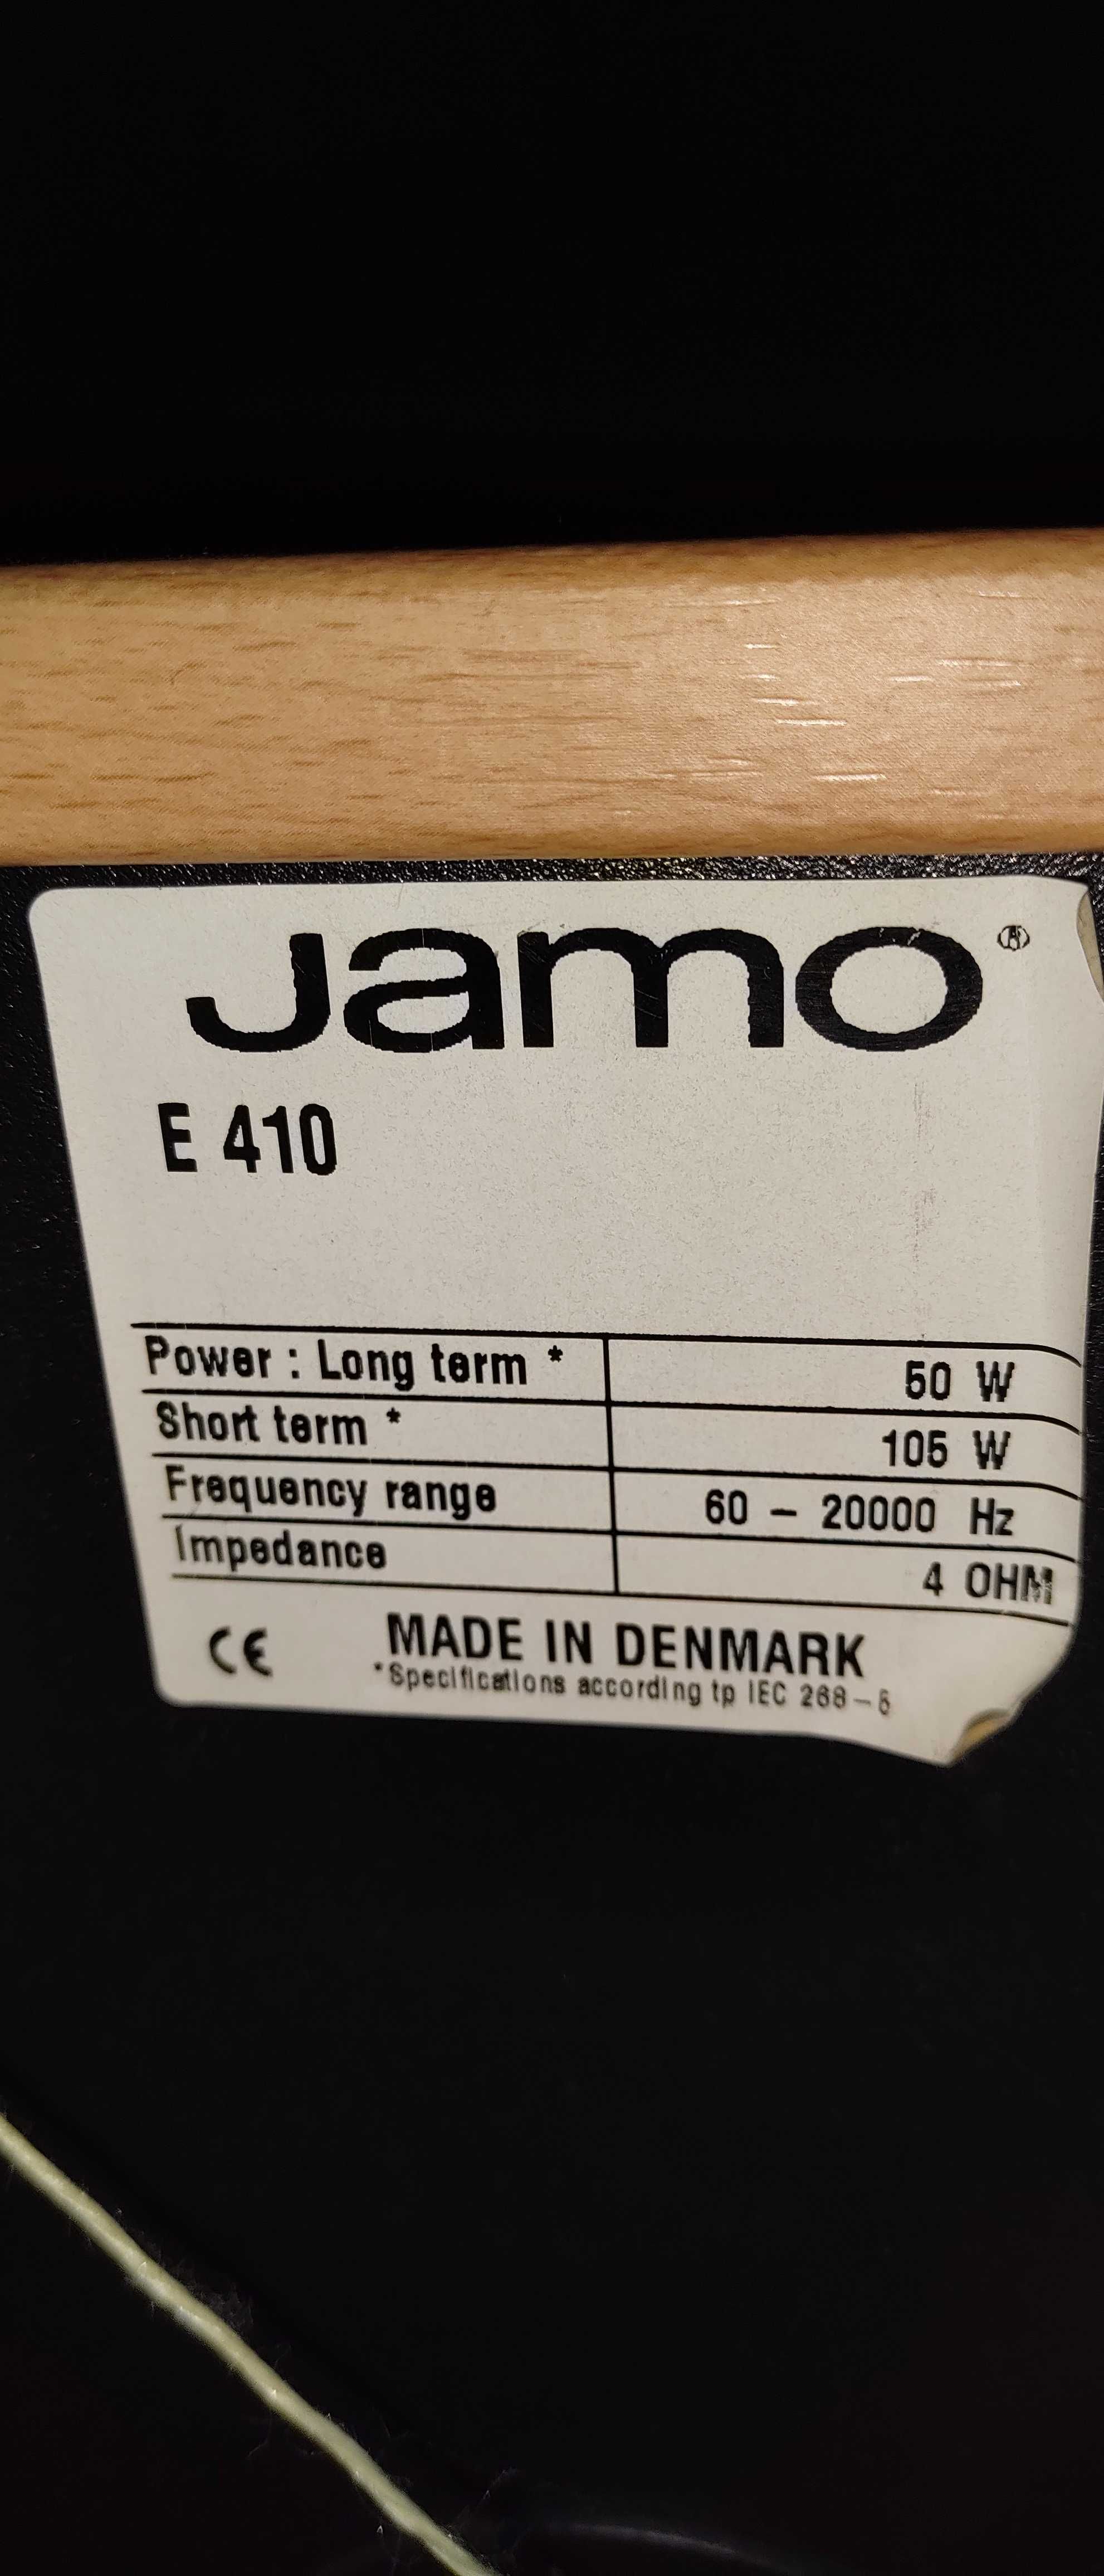 Jamo®
E 410
Power : Long term * 50 W
Short term * 105 W
Frequency range 60 – 20000 Hz
Impedance 4 OHM
CE MADE IN DENMARK
*Specifications according tp IEC 268 – 5